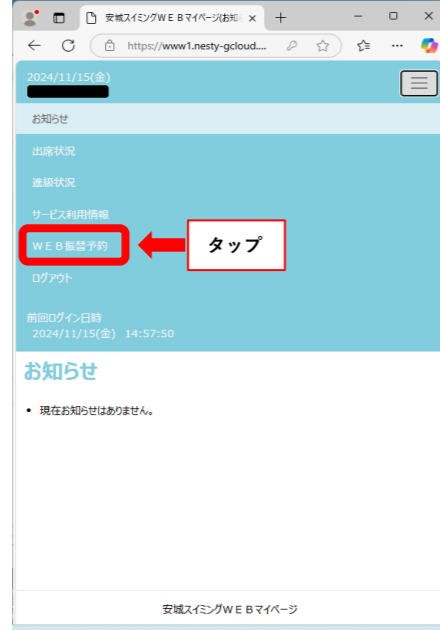 安城スイミングWEBマイページ(お知
https://www1.nesty-gcloud....
2024/11/15(金)
お知らせ
出席状況
進級状況
サービス利用情報
WEB振替予約
タップ
ログアウト
前回ログイン日時
2024/11/15(金) 14:57:50
お知らせ
• 現在お知らせはありません。
安城スイミングWEBマイページ